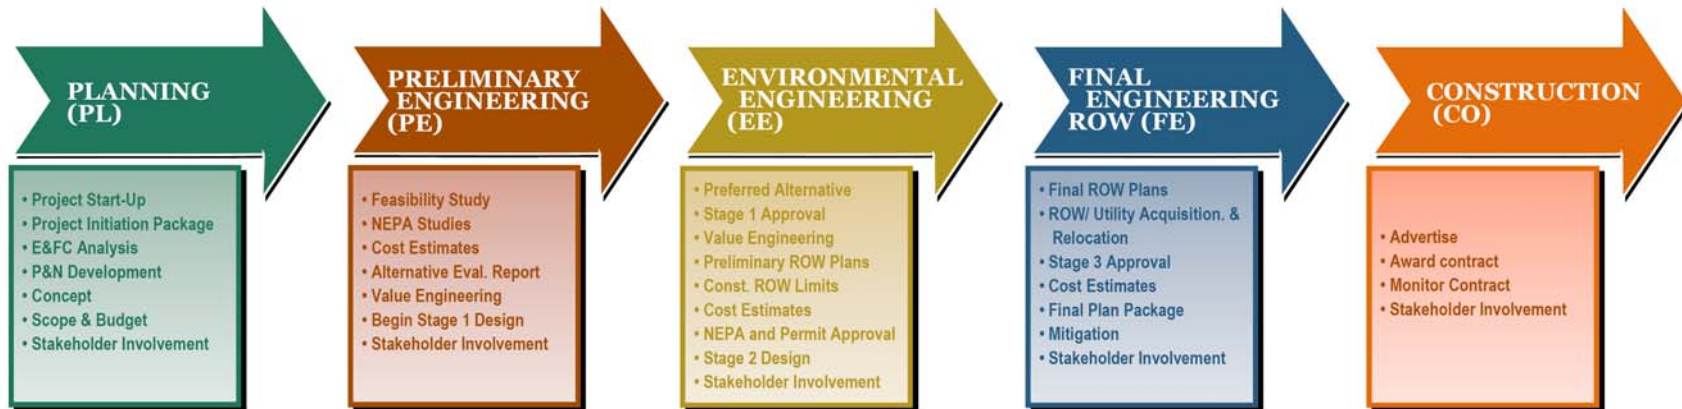 PLANNING
(PL)
• Project Start-Up
• Project Initiation Package
• E&FC Analysis
• P&N Development
• Concept
• Scope & Budget
• Stakeholder Involvement
PRELIMINARY
ENGINEERING
(PE)
• Feasibility Study
• NEPA Studies
• Cost Estimates
• Alternative Eval. Report
• Value Engineering
• Begin Stage 1 Design
• Stakeholder Involvement
ENVIRONMENTAL
ENGINEERING
(EE)
• Preferred Alternative
• Stage 1 Approval
• Value Engineering
• Preliminary ROW Plans
• Const. ROW Limits
• Cost Estimates
• NEPA and Permit Approval
• Stage 2 Design
• Stakeholder Involvement
FINAL
ENGINEERING
ROW (FE)
• Final ROW Plans
• ROW/ Utility Acquisition. &
Relocation
• Stage 3 Approval
• Cost Estimates
• Final Plan Package
• Mitigation
• Stakeholder Involvement
CONSTRUCTION
(CO)
• Advertise
• Award contract
• Monitor Contract
• Stakeholder Involvement